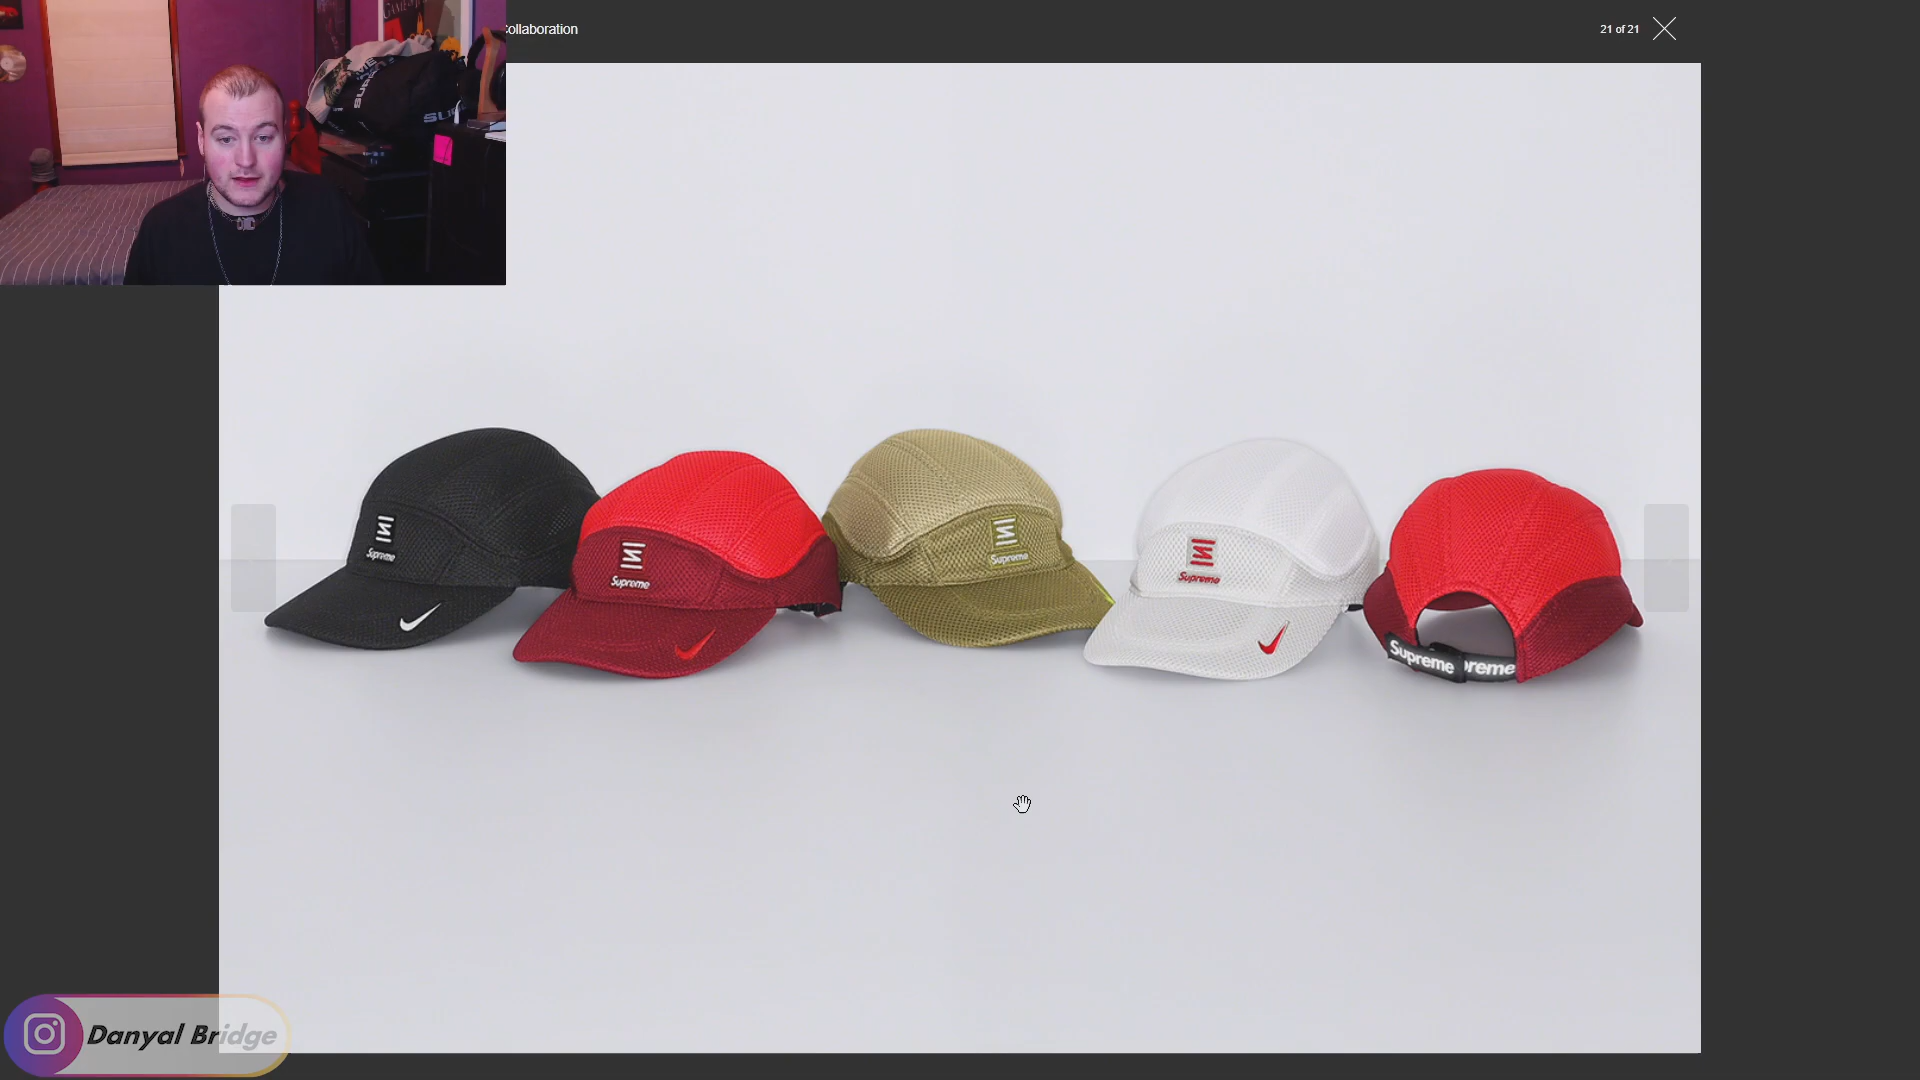 Collaboration
21 of 21
Supreme
Supreme
Supreme
Supreme
Supreme preme
Danyal Bridge